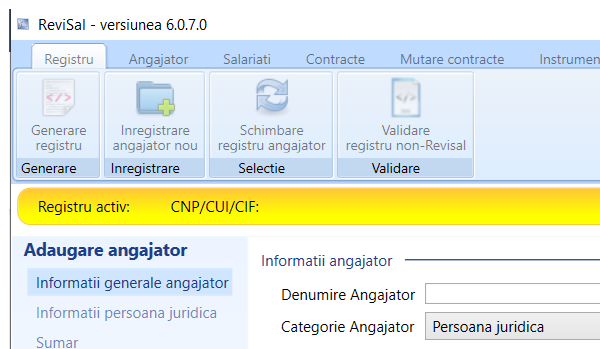 ReviSal - versiunea 6.0.7.0
Registru Angajator Salariati Contracte Mutare contracte Instrumen
Generare registru
Inregistrare angajator nou
Schimbare registru angajator
Validare registru non-Revisal
Generare Inregistrare Selectie Validare
Registru activ: CNP/CUI/CIF:
Adaugare angajator
Informatii generale angajator
Informatii persoana juridica
Sumar
Informatii angajator
Denumire Angajator
Categorie Angajator Persoana juridica